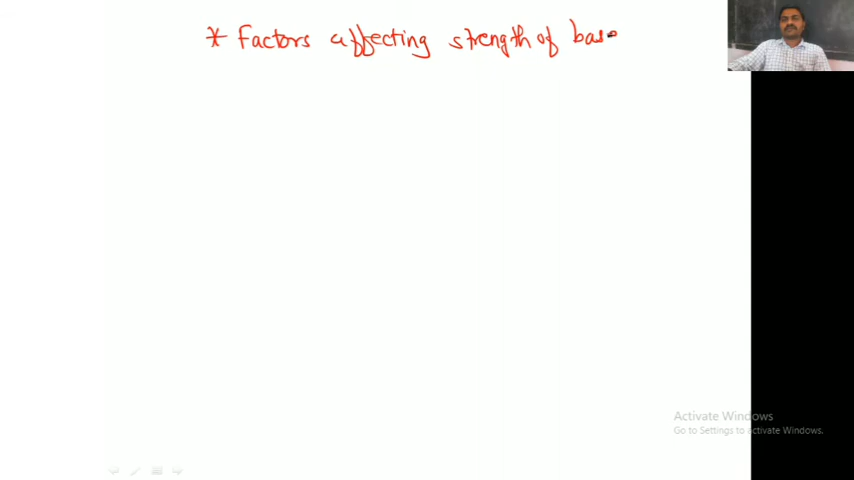 * Factors affecting strength of base
Activate Windows
Go to Settings to activate Windows.